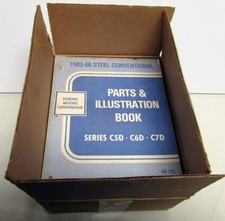 1983-86 STEEL CONVENTIONAL
GENERAL
MOTORS
CORPORATION
PARTS &
ILLUSTRATION
BOOK
SERIES C5D · C6D · C7D